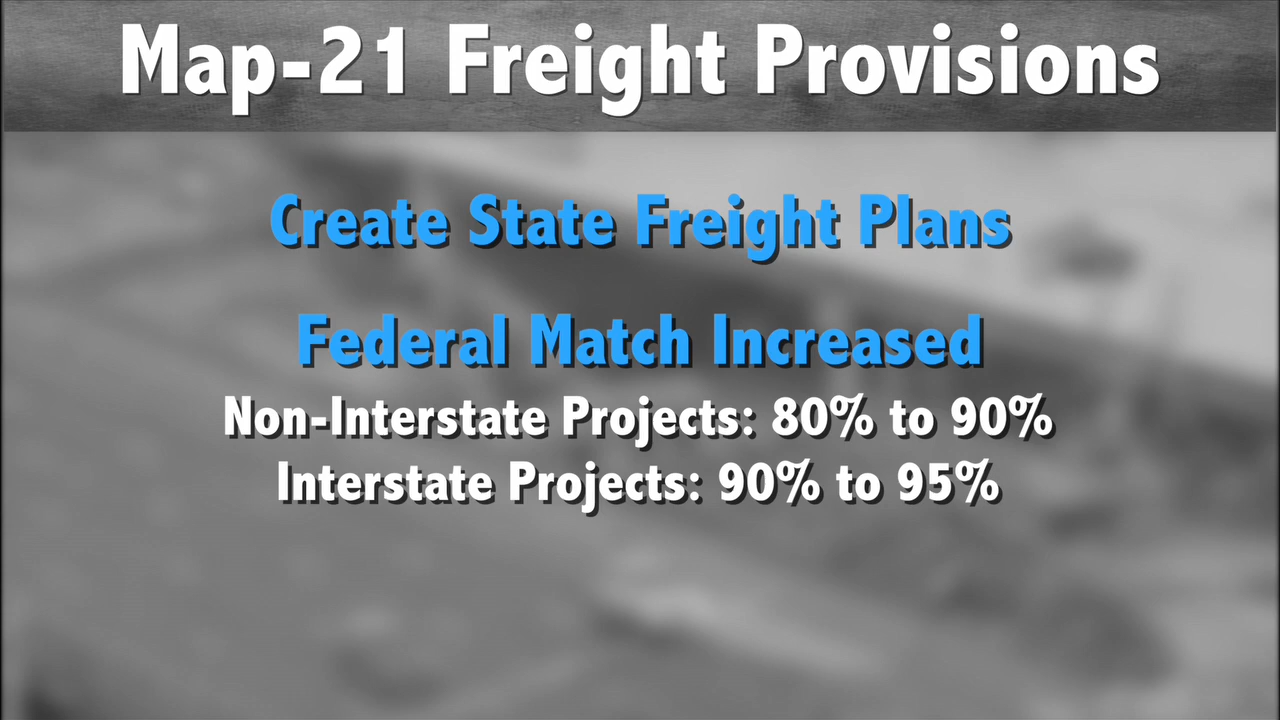 Map-21 Freight Provisions
Create State Freight Plans
Federal Match Increased
Non-Interstate Projects: 80% to 90%
Interstate Projects: 90% to 95%